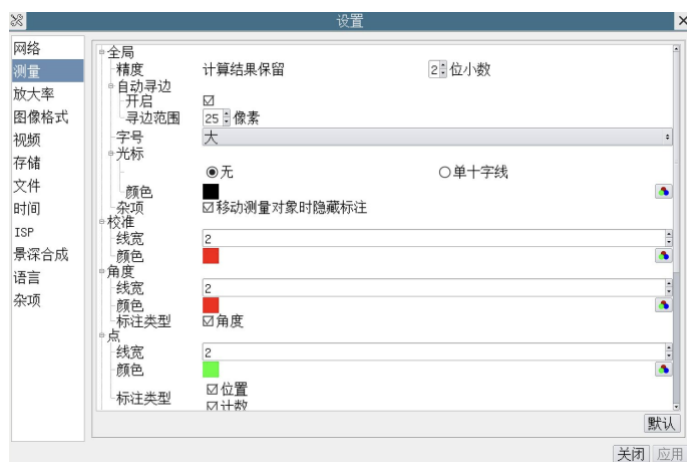 设置
网络
测量
放大率
图像格式
视频
存储
文件
时间
ISP
景深合成
语言
杂项
全局
精度 计算结果保留 2 位小数
自动寻边
开启
寻边范围 25 像素
字号 大
光标
无 单十字线
颜色
杂项 移动测量对象时隐藏标注
校准
线宽 2
颜色
角度
线宽 2
颜色
标注类型 角度
点
线宽 2
颜色
标注类型 位置
计数
默认
关闭 应用